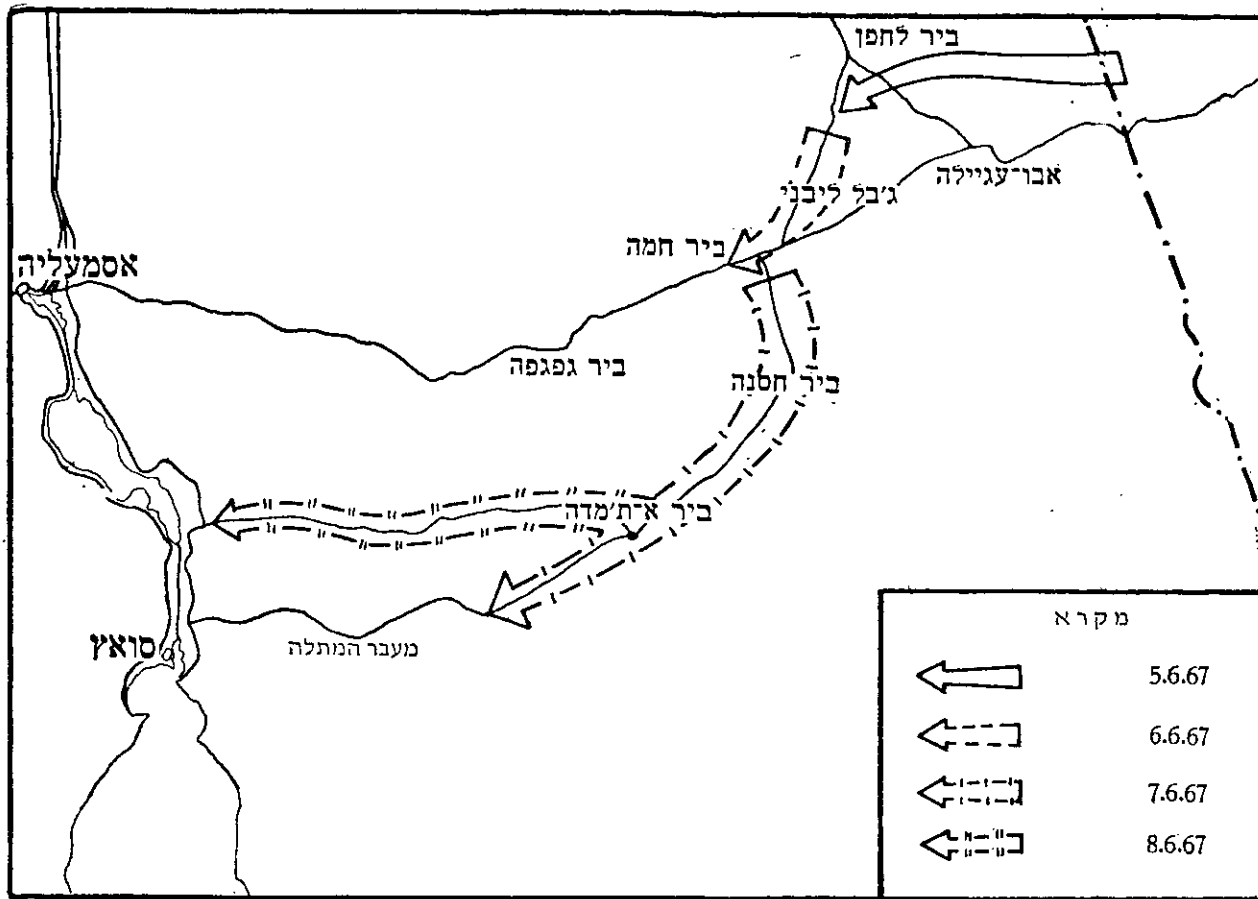 ביר לחפן
אבו־עגיילה
ג׳בל ליבני
ביר חמה
אסמעליה
ביר גפגפה
ביר חסנה
ביר א־ת׳מדה
מעבר המתלה
סואץ
מקרא
5.6.67
6.6.67
7.6.67
8.6.67